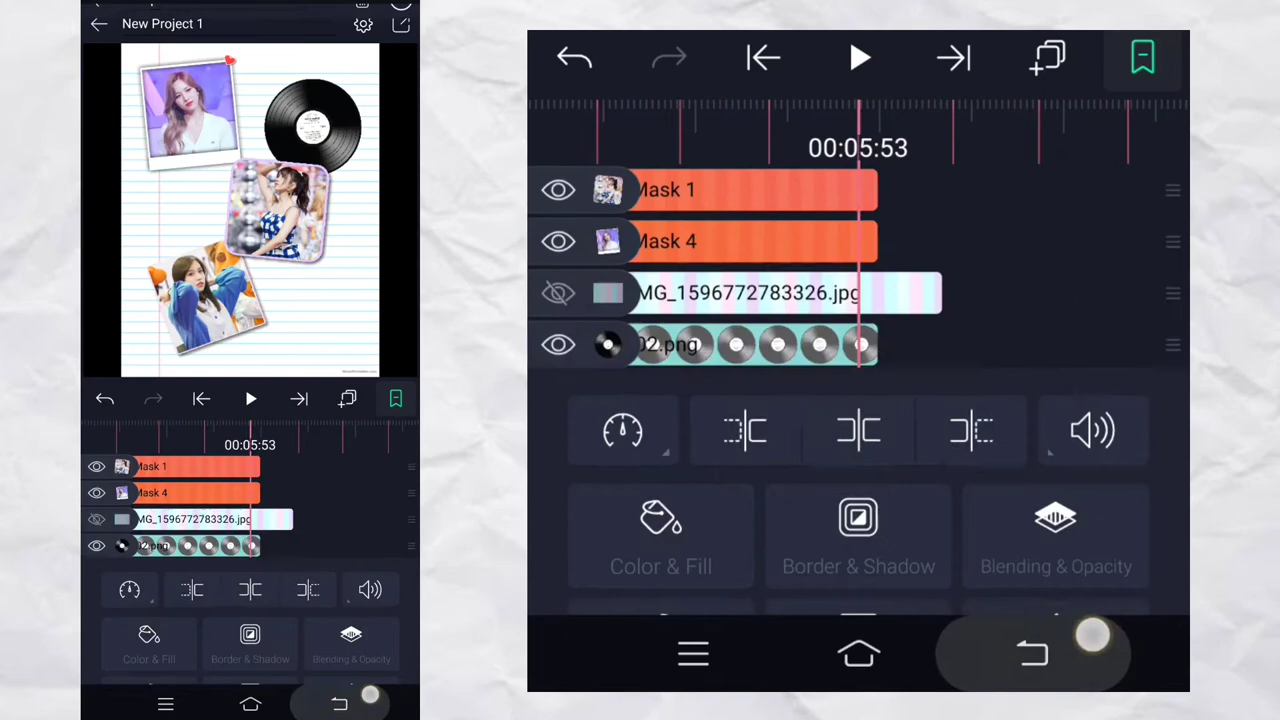 New Project 1
00:05:53
Mask 1
Mask 4
MG_1596772783326.jpg
02.png
Color & Fill
Border & Shadow
Blending & Opacity
00:05:53
Mask 1
Mask 4
MG_1596772783326.jpg
02.png
Color & Fill
Border & Shadow
Blending & Opacity